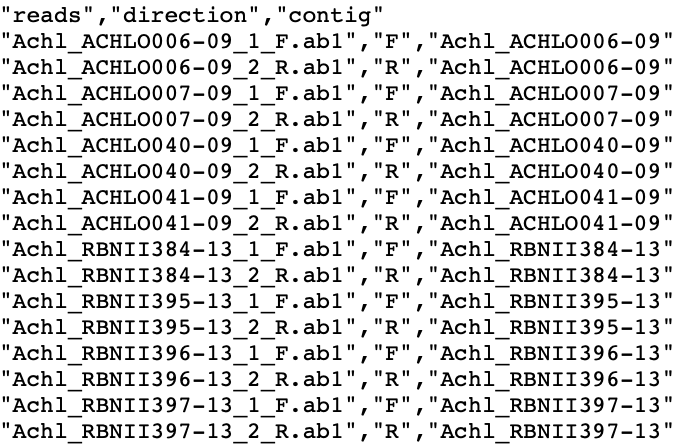 "reads","direction","contig"
"Achl_ACHLO006-09_1_F.ab1","F","Achl_ACHLO006-09"
"Achl_ACHLO006-09_2_R.ab1","R","Achl_ACHLO006-09"
"Achl_ACHLO007-09_1_F.ab1","F","Achl_ACHLO007-09"
"Achl_ACHLO007-09_2_R.ab1","R","Achl_ACHLO007-09"
"Achl_ACHLO040-09_1_F.ab1","F","Achl_ACHLO040-09"
"Achl_ACHLO040-09_2_R.ab1","R","Achl_ACHLO040-09"
"Achl_ACHLO041-09_1_F.ab1","F","Achl_ACHLO041-09"
"Achl_ACHLO041-09_2_R.ab1","R","Achl_ACHLO041-09"
"Achl_RBNII384-13_1_F.ab1","F","Achl_RBNII384-13"
"Achl_RBNII384-13_2_R.ab1","R","Achl_RBNII384-13"
"Achl_RBNII395-13_1_F.ab1","F","Achl_RBNII395-13"
"Achl_RBNII395-13_2_R.ab1","R","Achl_RBNII395-13"
"Achl_RBNII396-13_1_F.ab1","F","Achl_RBNII396-13"
"Achl_RBNII396-13_2_R.ab1","R","Achl_RBNII396-13"
"Achl_RBNII397-13_1_F.ab1","F","Achl_RBNII397-13"
"Achl_RBNII397-13_2_R.ab1","R","Achl_RBNII397-13"